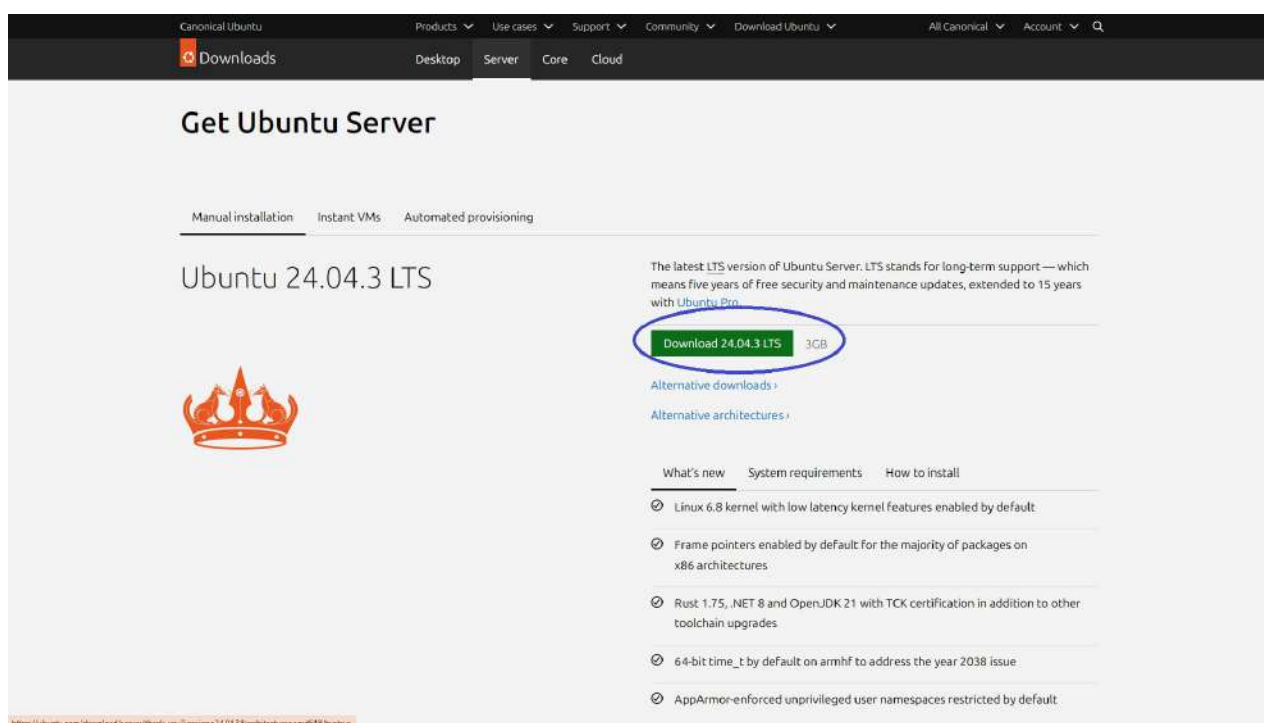 Canonical Ubuntu Products Use cases Support Community Download Ubuntu All Canonical Account
Downloads Desktop Server Core Cloud
Get Ubuntu Server
Manual installation Instant VMs Automated provisioning
Ubuntu 24.04.3 LTS
The latest LTS version of Ubuntu Server. LTS stands for long-term support — which
means five years of free security and maintenance updates, extended to 15 years
with Ubuntu Pro.
Download 24.04.3 LTS 3GB
Alternative downloads ›
Alternative architectures ›
What's new System requirements How to install
Linux 6.8 kernel with low latency kernel features enabled by default
Frame pointers enabled by default for the majority of packages on
x86 architectures
Rust 1.75, .NET 8 and OpenJDK 21 with TCK certification in addition to other
toolchain upgrades
64-bit time_t by default on armhf to address the year 2038 issue
AppArmor-enforced unprivileged user namespaces restricted by default